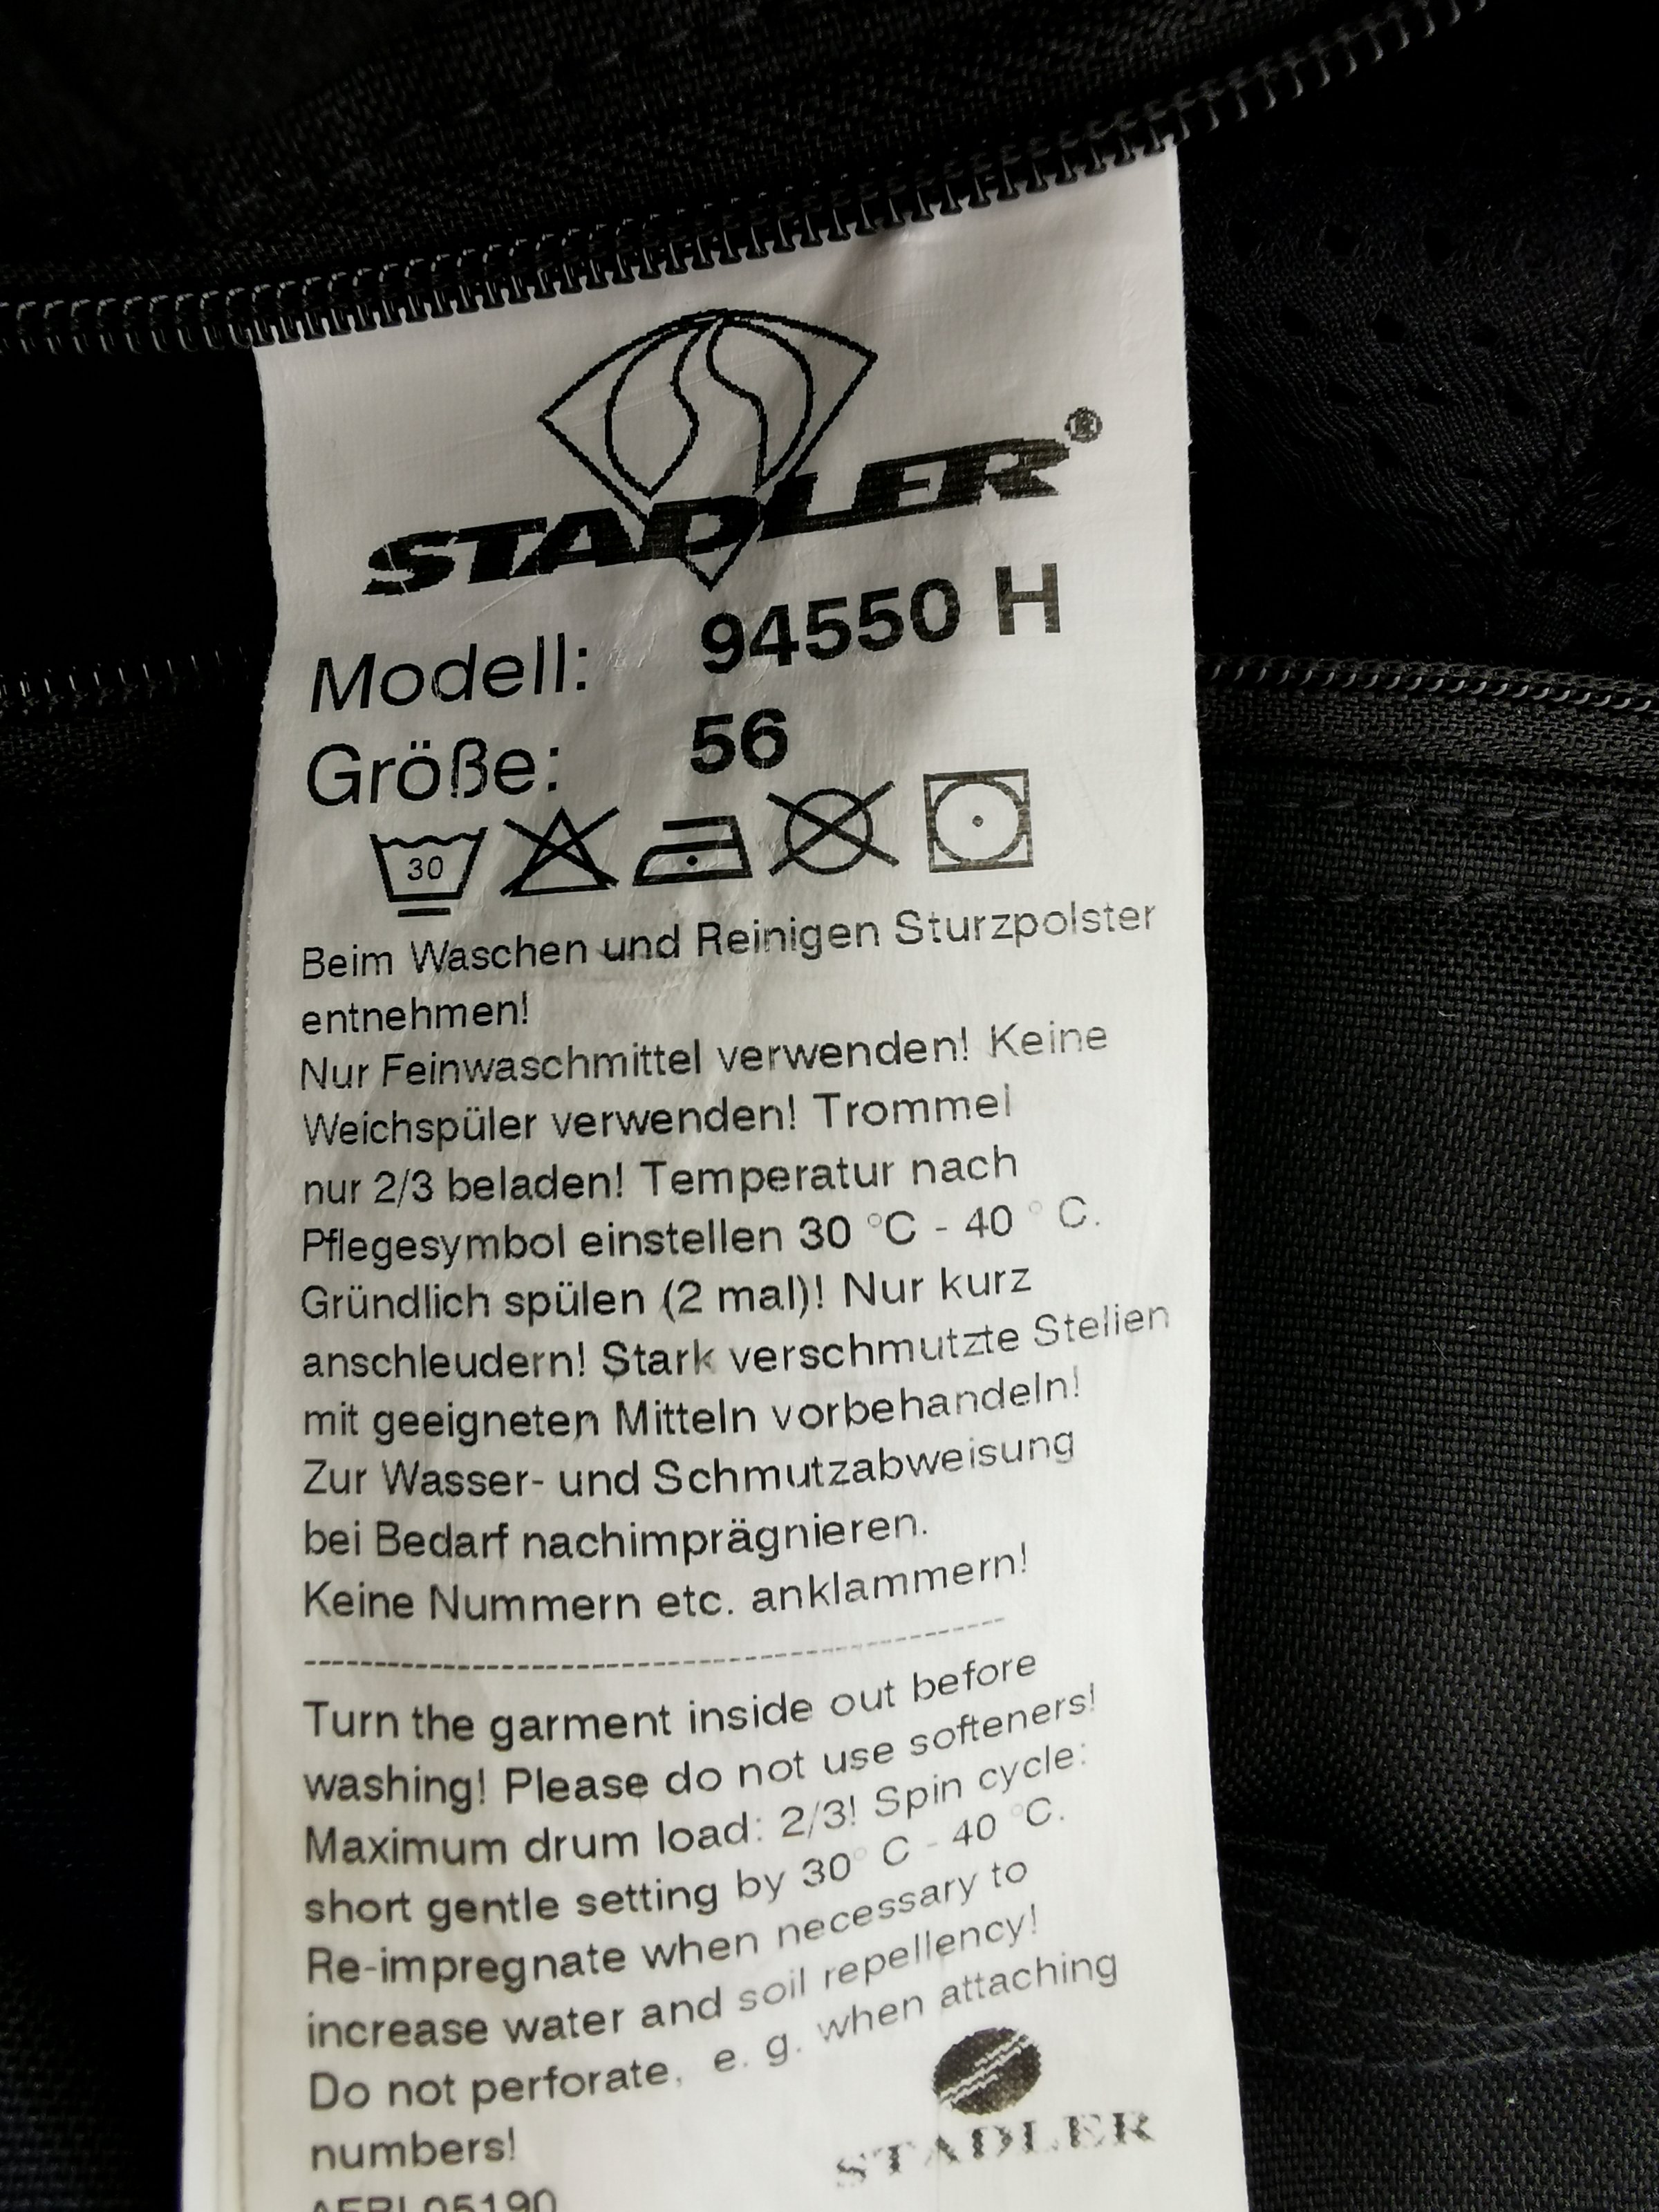 STADLER®
Modell: 94550 H
Größe: 56
30
Beim Waschen und Reinigen Sturzpolster
entnehmen!
Nur Feinwaschmittel verwenden! Keine
Weichspüler verwenden! Trommel
nur 2/3 beladen! Temperatur nach
Pflegesymbol einstellen 30 °C - 40 ° C.
Gründlich spülen (2 mal)! Nur kurz
anschleudern! Stark verschmutzte Stellen
mit geeigneten Mitteln vorbehandeln!
Zur Wasser- und Schmutzabweisung
bei Bedarf nachimprägnieren.
Keine Nummern etc. anklammern!
Turn the garment inside out before
washing! Please do not use softeners!
Maximum drum load: 2/3! Spin cycle:
short gentle setting by 30° C - 40 °C.
Re-impregnate when necessary to
increase water and soil repellency!
Do not perforate, e. g. when attaching
numbers!
STADLER